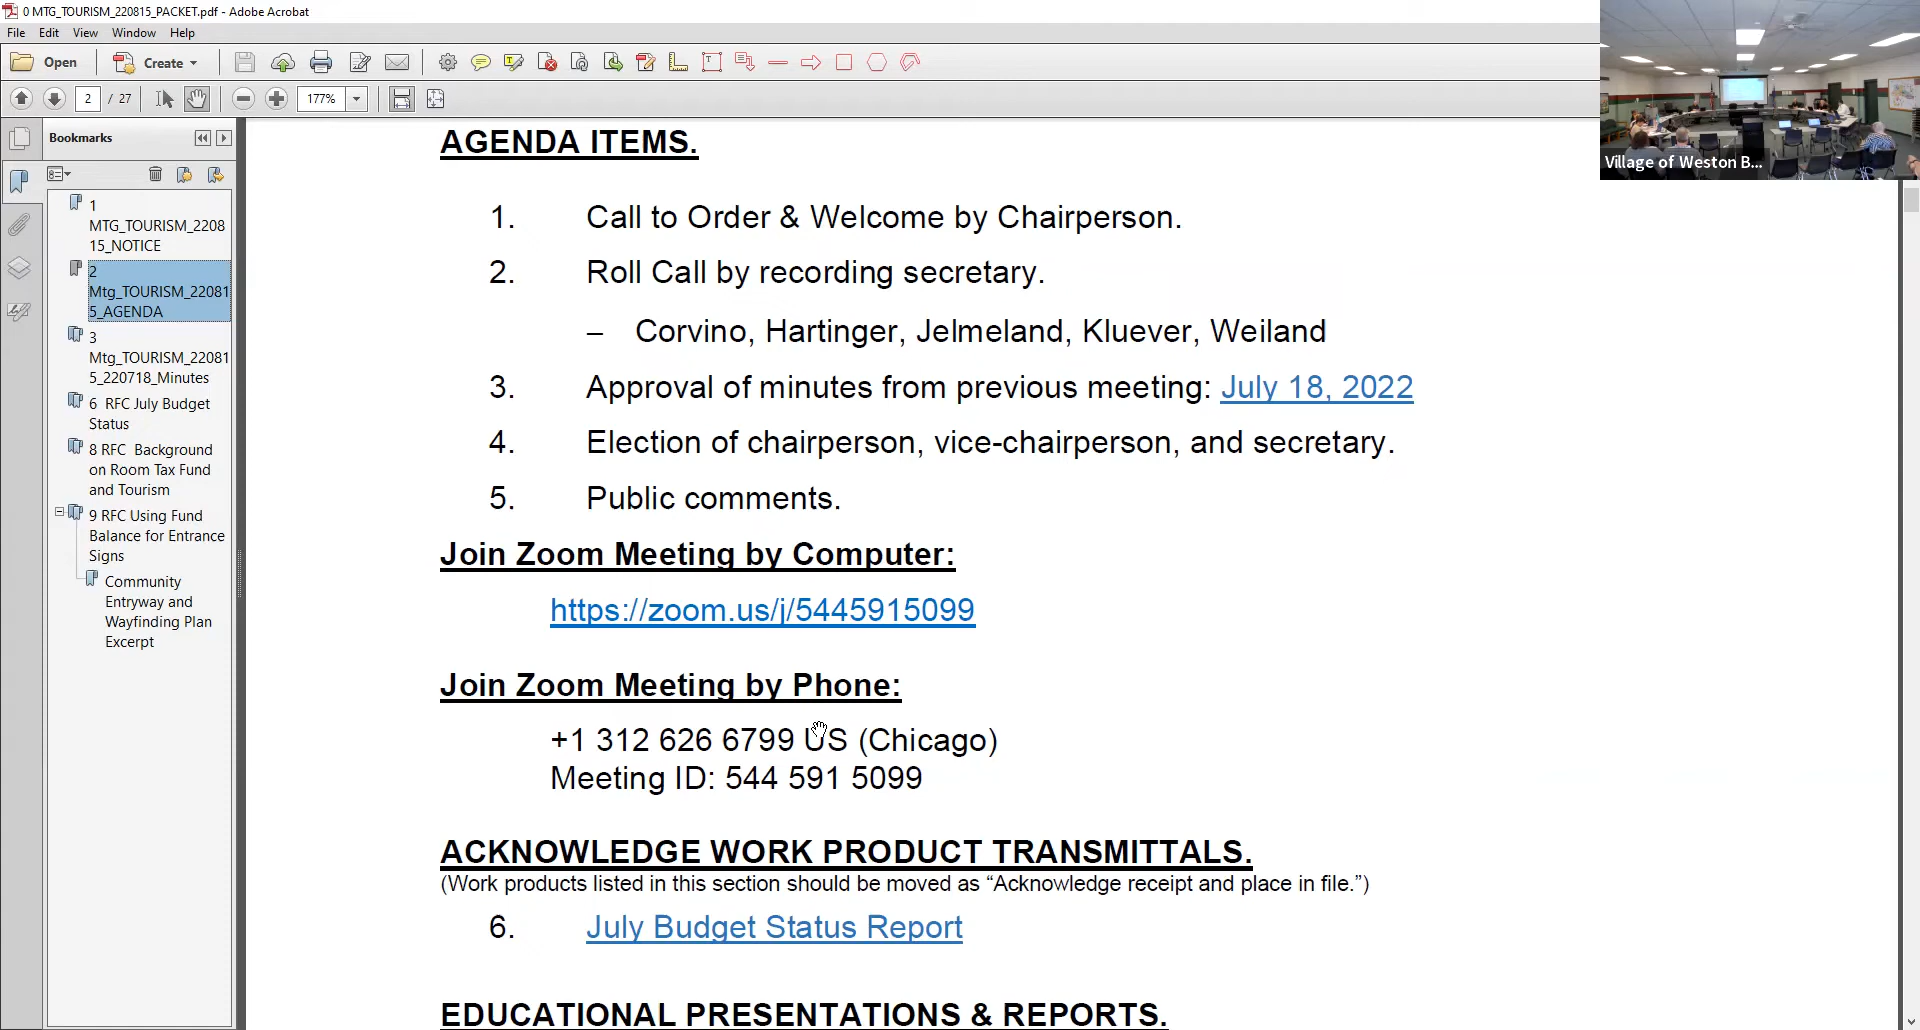 0 MTG_TOURISM_220815_PACKET.pdf - Adobe Acrobat
File Edit View Window Help
Open Create
2 / 27 177%
Bookmarks
1
MTG_TOURISM_2208
15_NOTICE
2
Mtg_TOURISM_22081
5_AGENDA
3
Mtg_TOURISM_22081
5_220718_Minutes
6 RFC July Budget
Status
8 RFC Background
on Room Tax Fund
and Tourism
9 RFC Using Fund
Balance for Entrance
Signs
Community
Entryway and
Wayfinding Plan
Excerpt
AGENDA ITEMS.
1. Call to Order & Welcome by Chairperson.
2. Roll Call by recording secretary.
– Corvino, Hartinger, Jelmeland, Kluever, Weiland
3. Approval of minutes from previous meeting: July 18, 2022
4. Election of chairperson, vice-chairperson, and secretary.
5. Public comments.
Join Zoom Meeting by Computer:
https://zoom.us/j/5445915099
Join Zoom Meeting by Phone:
+1 312 626 6799 US (Chicago)
Meeting ID: 544 591 5099
ACKNOWLEDGE WORK PRODUCT TRANSMITTALS.
(Work products listed in this section should be moved as “Acknowledge receipt and place in file.”)
6. July Budget Status Report
EDUCATIONAL PRESENTATIONS & REPORTS.
Village of Weston B...